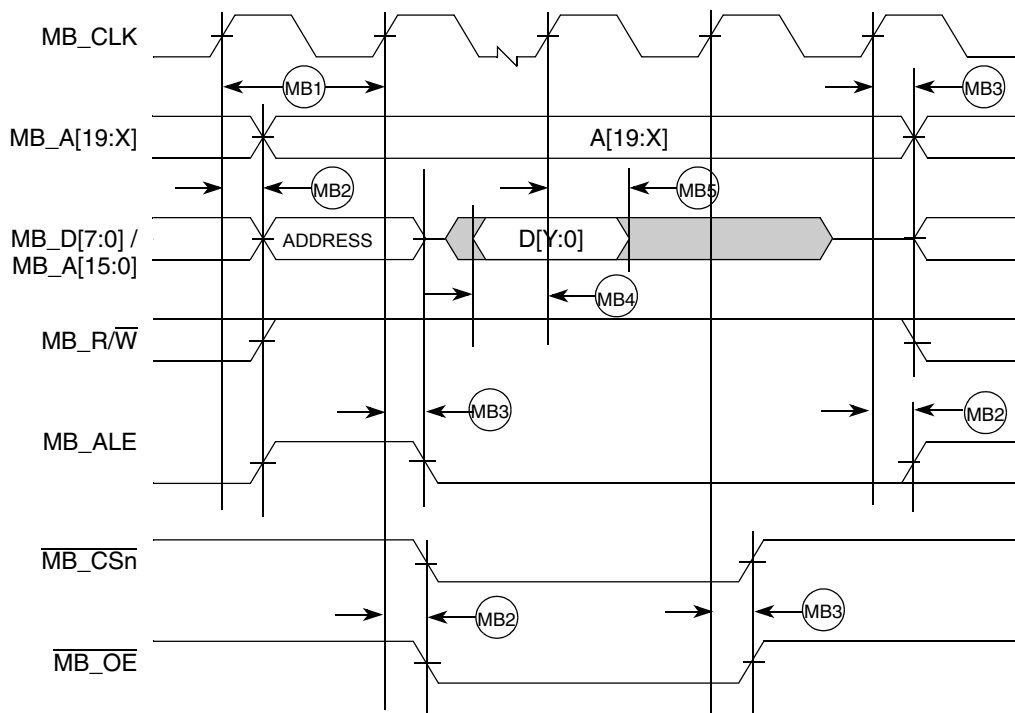 MB_CLK
MB1
MB3
MB_A[19:X]
A[19:X]
MB2
MB5
MB_D[7:0] /
MB_A[15:0]
ADDRESS
D[Y:0]
MB4
MB_R/W
MB3
MB2
MB_ALE
MB_CSn
MB2
MB3
MB_OE